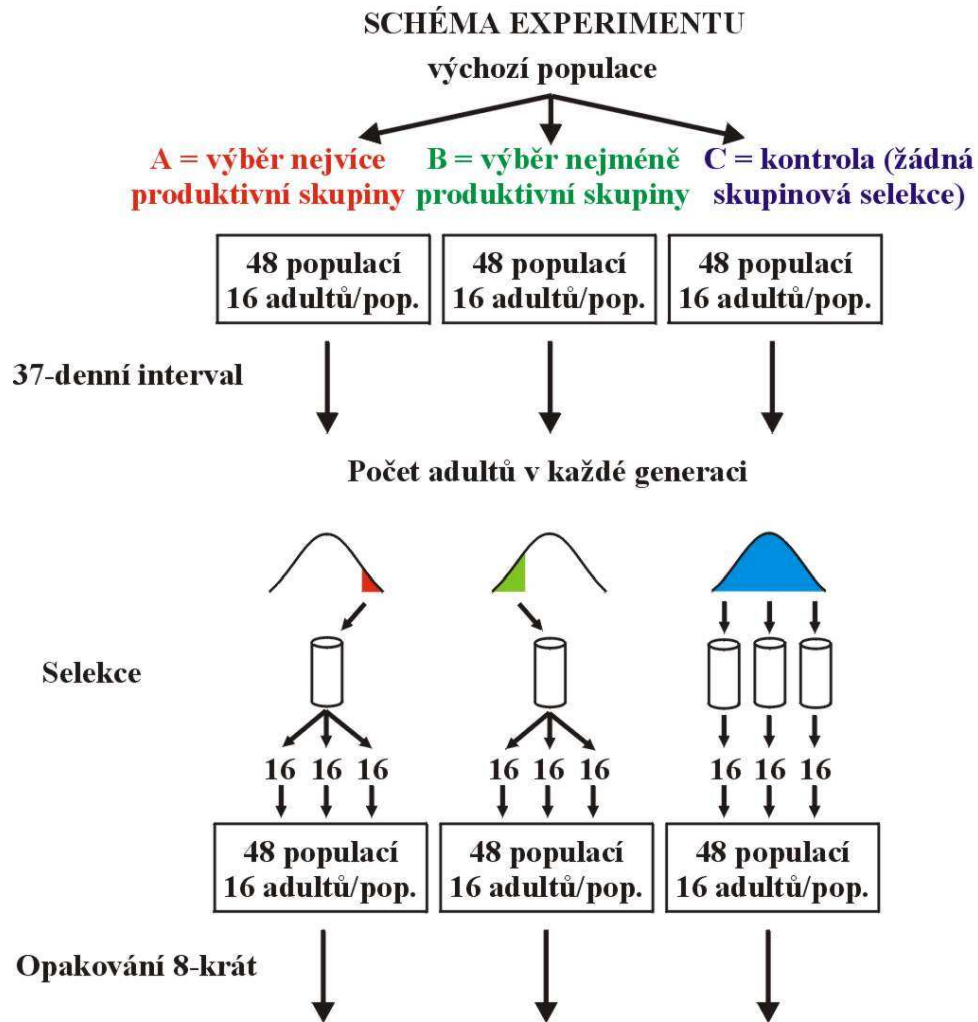 SCHÉMA EXPERIMENTU
výchozí populace
A = výběr nejvíce
produktivní skupiny
B = výběr nejméně
produktivní skupiny
C = kontrola (žádná
skupinová selekce)
48 populací
16 adultů/pop.
48 populací
16 adultů/pop.
48 populací
16 adultů/pop.
37-denní interval
Počet adultů v každé generaci
Selekce
16 16 16
16 16 16
16 16 16
48 populací
16 adultů/pop.
48 populací
16 adultů/pop.
48 populací
16 adultů/pop.
Opakování 8-krát